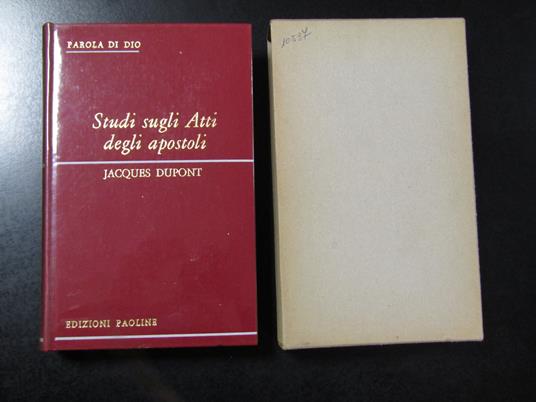 PAROLA DI DIO
Studi sugli Atti
degli apostoli
JACQUES DUPONT
EDIZIONI PAOLINE